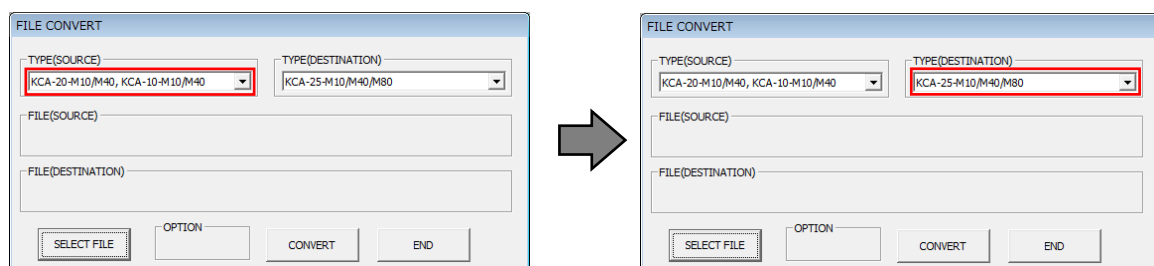 FILE CONVERT
TYPE(SOURCE) TYPE(DESTINATION)
KCA-20-M10/M40, KCA-10-M10/M40 KCA-25-M10/M40/M80
FILE(SOURCE)
FILE(DESTINATION)
OPTION
SELECT FILE CONVERT END
FILE CONVERT
TYPE(SOURCE) TYPE(DESTINATION)
KCA-20-M10/M40, KCA-10-M10/M40 KCA-25-M10/M40/M80
FILE(SOURCE)
FILE(DESTINATION)
OPTION
SELECT FILE CONVERT END